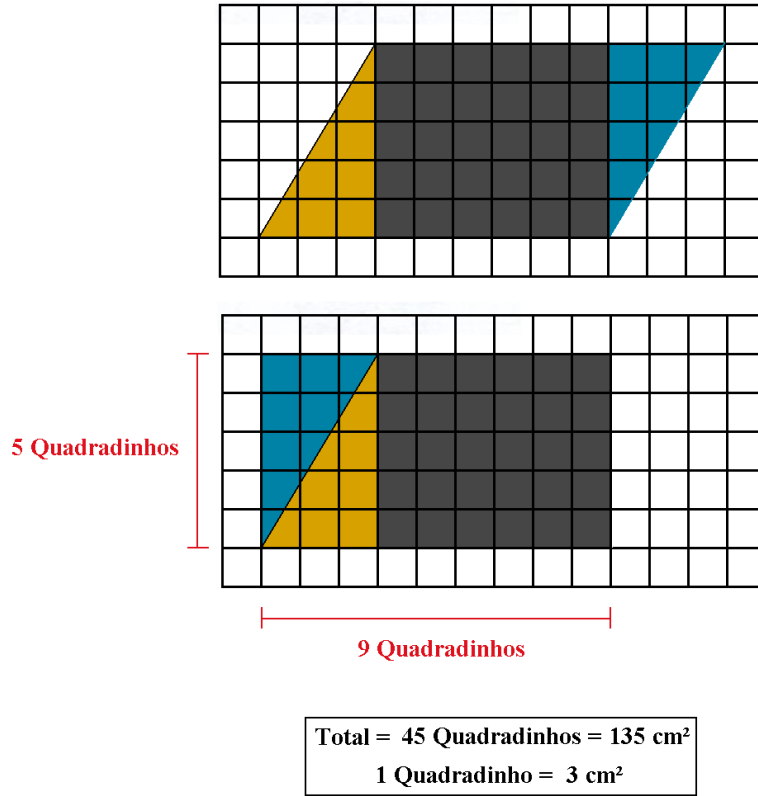 5 Quadradinhos
9 Quadradinhos
Total = 45 Quadradinhos = 135 cm²
1 Quadradinho = 3 cm²